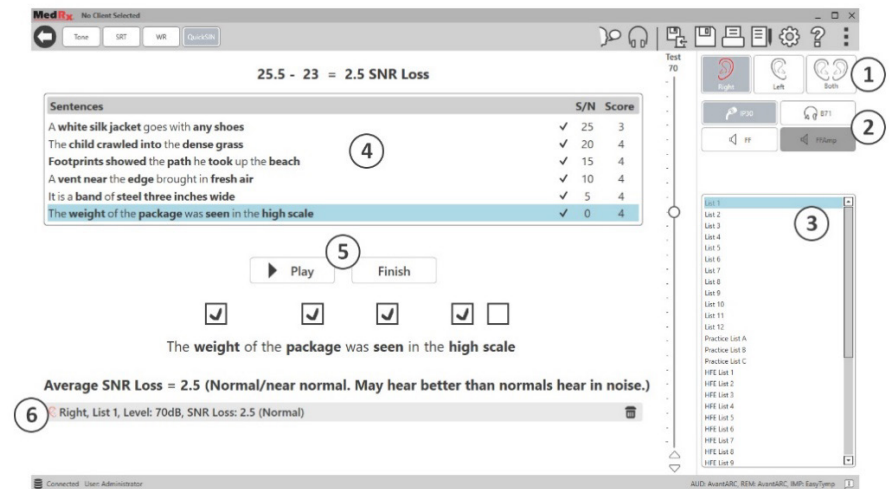 MedRx No Client Selected
Tone SRT WR QuickSIN
25.5 - 23 = 2.5 SNR Loss
Sentences S/N Score
A white silk jacket goes with any shoes ✓ 25 3
The child crawled into the dense grass ✓ 20 4
Footprints showed the path he took up the beach ✓ 15 4
A vent near the edge brought in fresh air ✓ 10 4
It is a band of steel three inches wide ✓ 5 4
The weight of the package was seen in the high scale ✓ 0 4
4
5
Play Finish
The weight of the package was seen in the high scale
Average SNR Loss = 2.5 (Normal/near normal. May hear better than normals hear in noise.)
6 Right, List 1, Level: 70dB, SNR Loss: 2.5 (Normal)
Test
70
Right Left Both
1
IP30 B71
2
FF FFAmp
3
List 1
List 2
List 3
List 4
List 5
List 6
List 7
List 8
List 9
List 10
List 11
List 12
Practice List A
Practice List B
Practice List C
HFE List 1
HFE List 2
HFE List 3
HFE List 4
HFE List 5
HFE List 6
HFE List 7
HFE List 8
HFE List 9
Connected User: Administrator
AUD: AvantARC, REM: AvantARC, IMP: EasyTymp